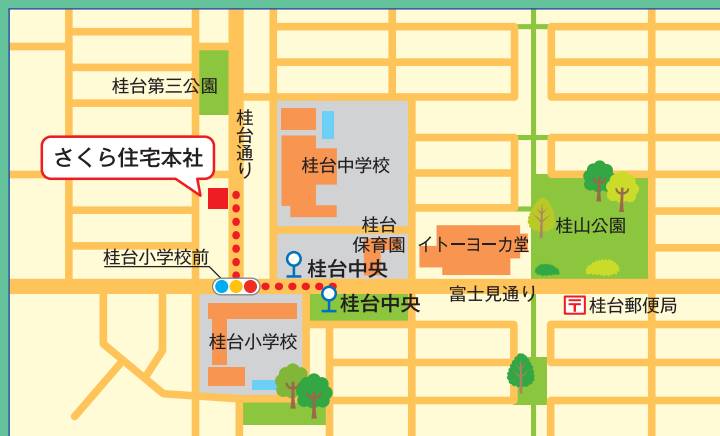 桂台第三公園
桂台通り
さくら住宅本社
桂台中学校
桂台
保育園
イトーヨーカ堂
桂山公園
桂台小学校前
桂台中央
桂台中央
富士見通り
桂台郵便局
桂台小学校